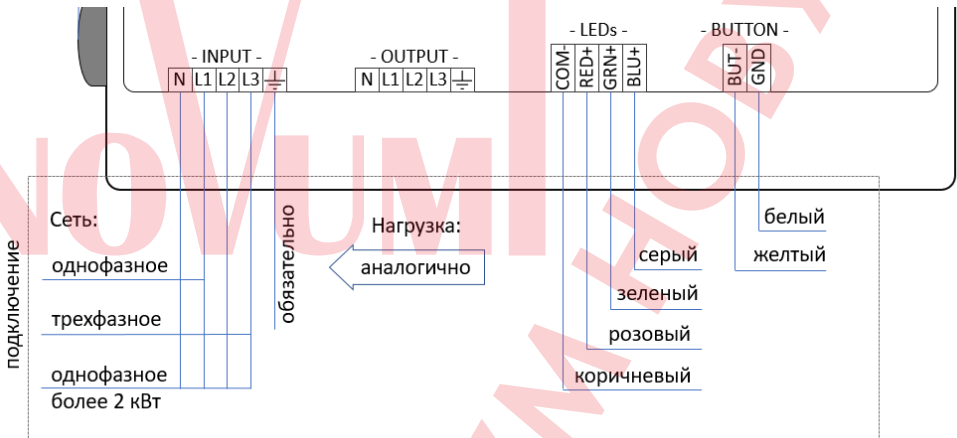 - INPUT -
N L1 L2 L3
- OUTPUT -
N L1 L2 L3
- LEDs -
COM-
RED+
GRN+
BLU+
- BUTTON -
BUT-
GND
подключение
Сеть:
однофазное
трехфазное
однофазное
более 2 кВт
обязательно
Нагрузка:
аналогично
белый
желтый
серый
зеленый
розовый
коричневый
NOVUM